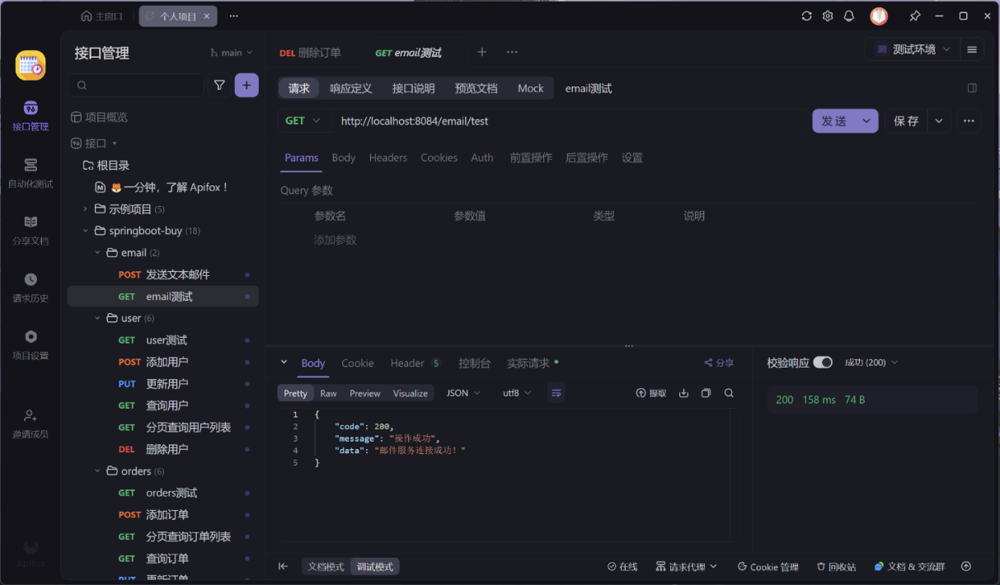 主窗口
个人项目
接口管理
main
DEL 删除订单
GET email测试
测 测试环境
请求 响应定义 接口说明 预览文档 Mock email测试
项目概览
GET http://localhost:8084/email/test 发送 保存
接口管理
接口
Params Body Headers Cookies Auth 前置操作 后置操作 设置
根目录
自动化测试
一分钟，了解 Apifox！
Query 参数
示例项目 (5)
参数名 参数值 类型 说明
springboot-buy (18)
添加参数
分享文档
email (2)
POST 发送文本邮件
GET email测试
请求历史
user (6)
GET user测试
POST 添加用户
项目设置
PUT 更新用户
GET 查询用户
GET 分页查询用户列表
邀请成员
DEL 删除用户
orders (6)
GET orders测试
POST 添加订单
GET 分页查询订单列表
GET 查询订单
PUT 更新订单
Apifox
Body Cookie Header 5 控制台 实际请求 分享
校验响应 成功 (200)
Pretty Raw Preview Visualize JSON utf8 提取
200 158 ms 74 B
1 {
2 "code": 200,
3 "message": "操作成功",
4 "data": "邮件服务连接成功！"
5 }
文档模式 调试模式 在线 请求代理 Cookie 管理 回收站 文档 & 交流群